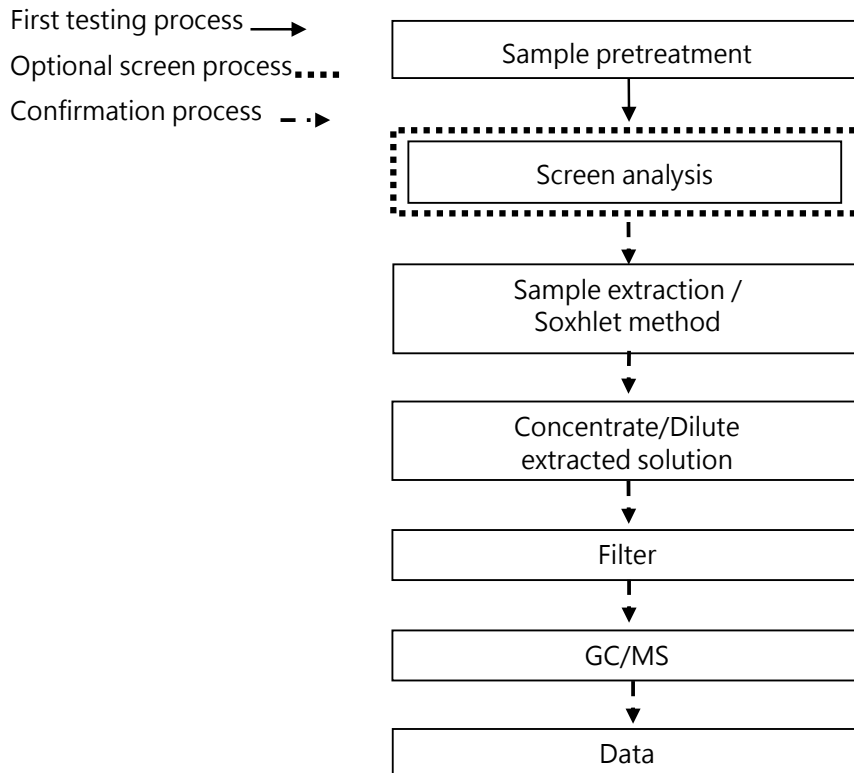 First testing process
Optional screen process
Confirmation process
Sample pretreatment
Screen analysis
Sample extraction /
Soxhlet method
Concentrate/Dilute
extracted solution
Filter
GC/MS
Data